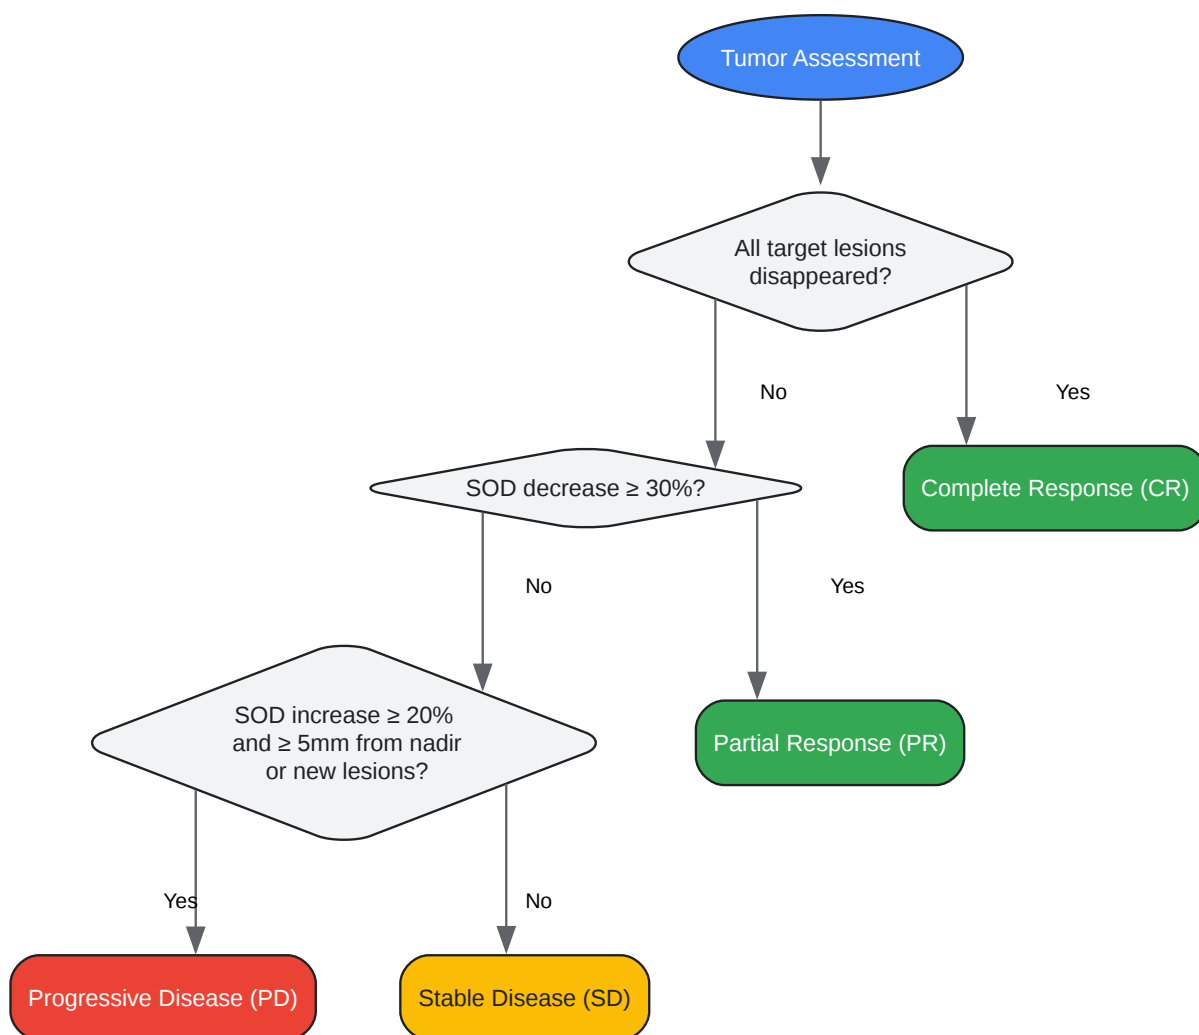 Tumor Assessment
All target lesions
disappeared?
No
Yes
SOD decrease ≥ 30%?
Complete Response (CR)
No
Yes
SOD increase ≥ 20%
and ≥ 5mm from nadir
or new lesions?
Partial Response (PR)
Yes
No
Progressive Disease (PD)
Stable Disease (SD)